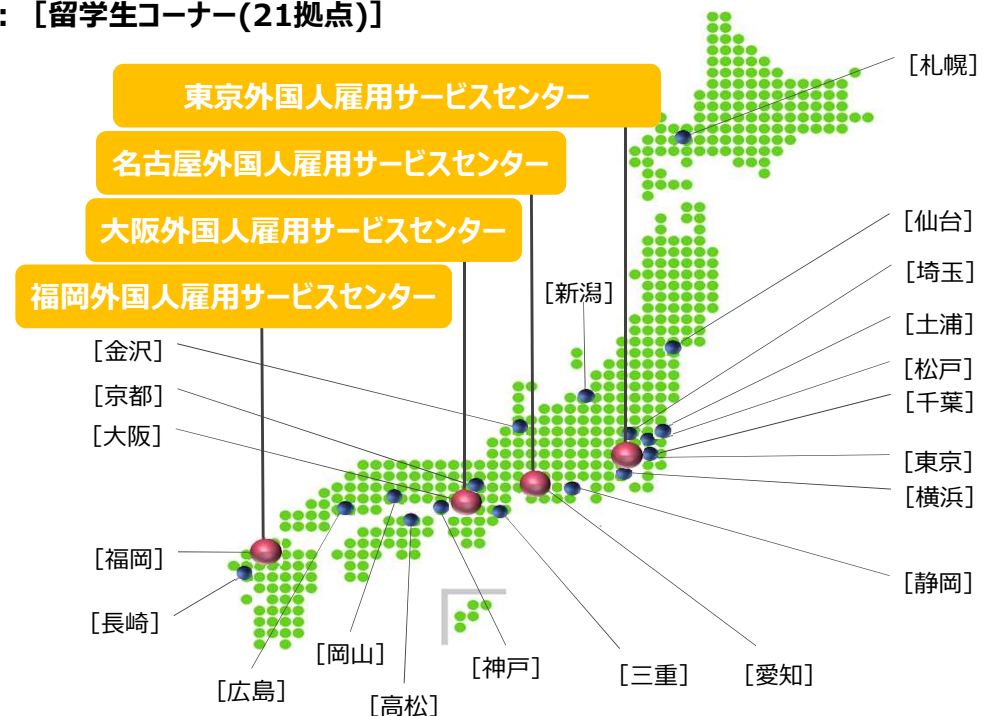 : ［留学生コーナー(21拠点)］
［札幌］
東京外国人雇用サービスセンター
名古屋外国人雇用サービスセンター
大阪外国人雇用サービスセンター
福岡外国人雇用サービスセンター
［仙台］
［埼玉］
［新潟］
［土浦］
［金沢］
［松戸］
［京都］
［千葉］
［大阪］
［東京］
［横浜］
［福岡］
［静岡］
［長崎］
［岡山］
［神戸］
［三重］
［愛知］
［広島］
［高松］